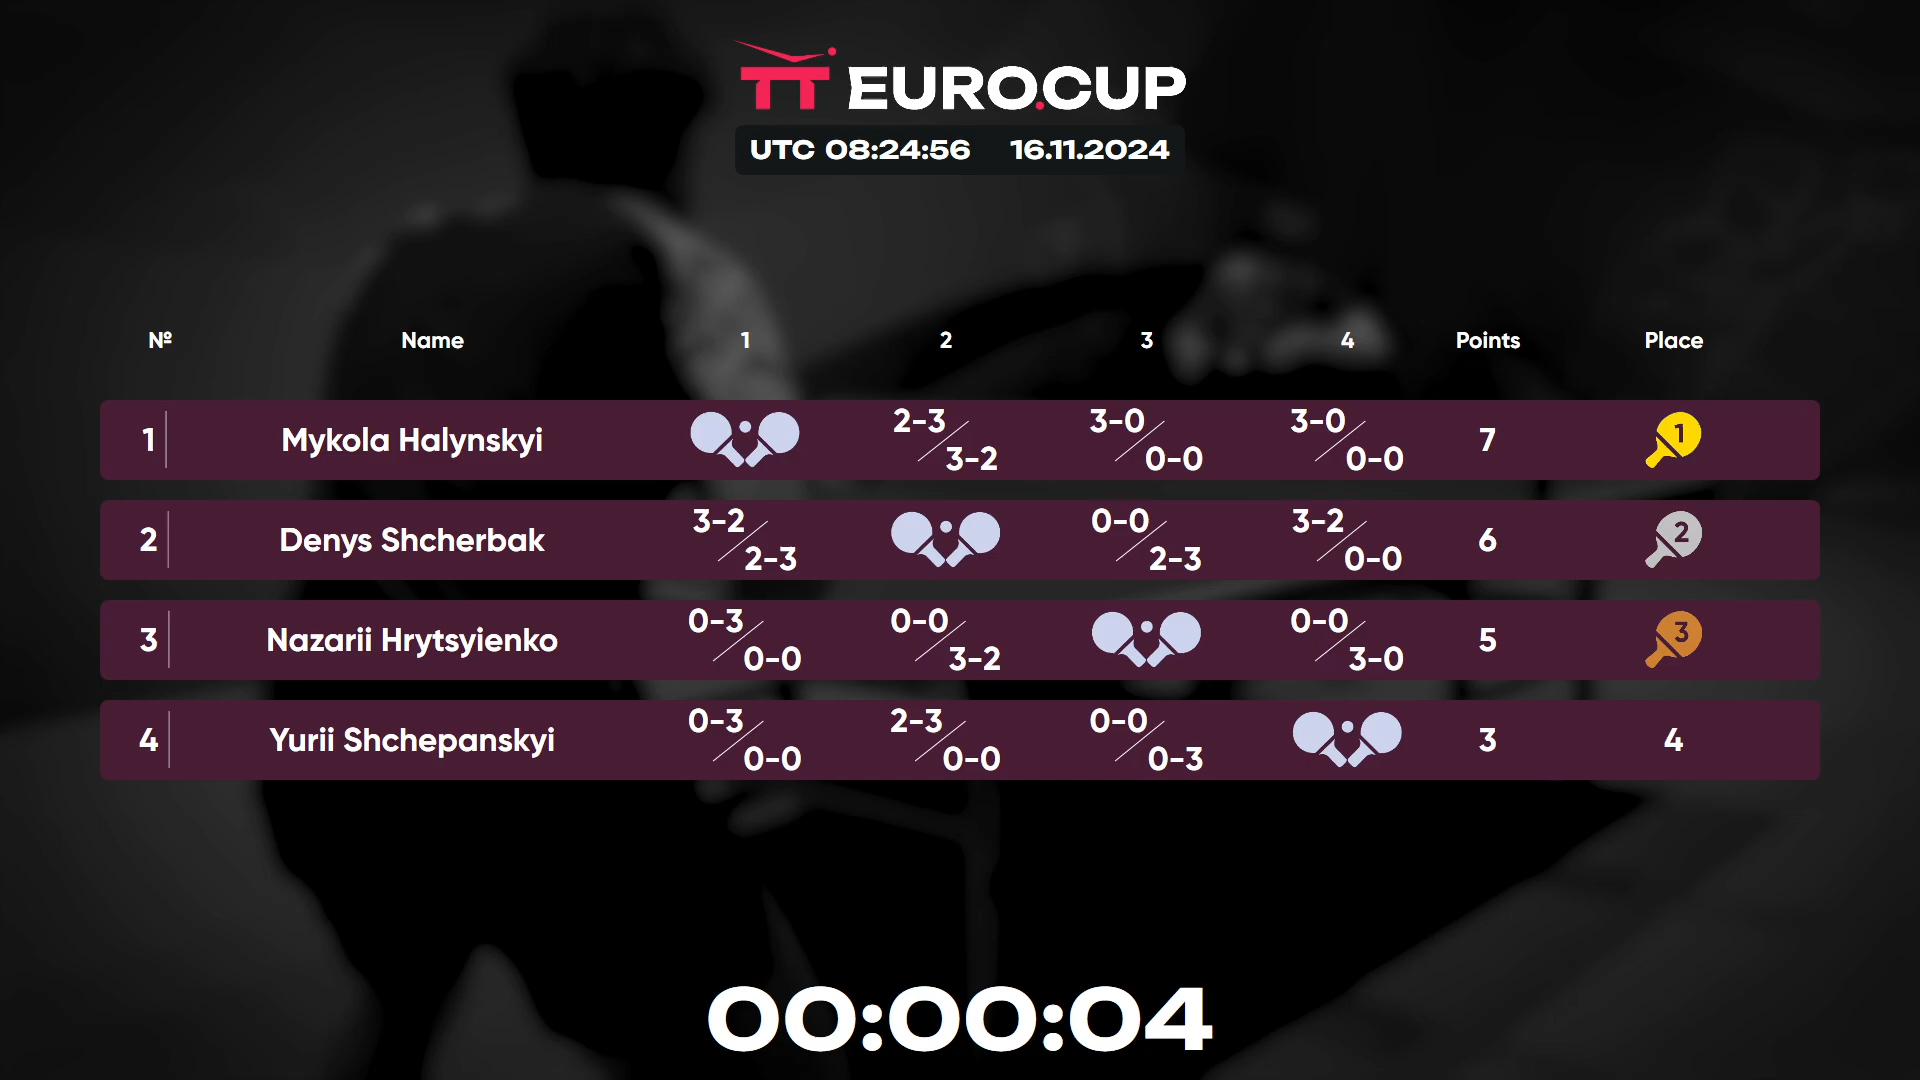 TT EURO.CUP
UTC 08:24:56 16.11.2024
Nº Name 1 2 3 4 Points Place
1 Mykola Halynskyi 2-3 3-2 3-0 0-0 3-0 0-0 7 1
2 Denys Shcherbak 3-2 2-3 0-0 2-3 3-2 0-0 6 2
3 Nazarii Hrytsyienko 0-3 0-0 0-0 3-2 0-0 3-0 5 3
4 Yurii Shchepanskyi 0-3 0-0 2-3 0-0 0-0 0-3 3 4
00:00:04